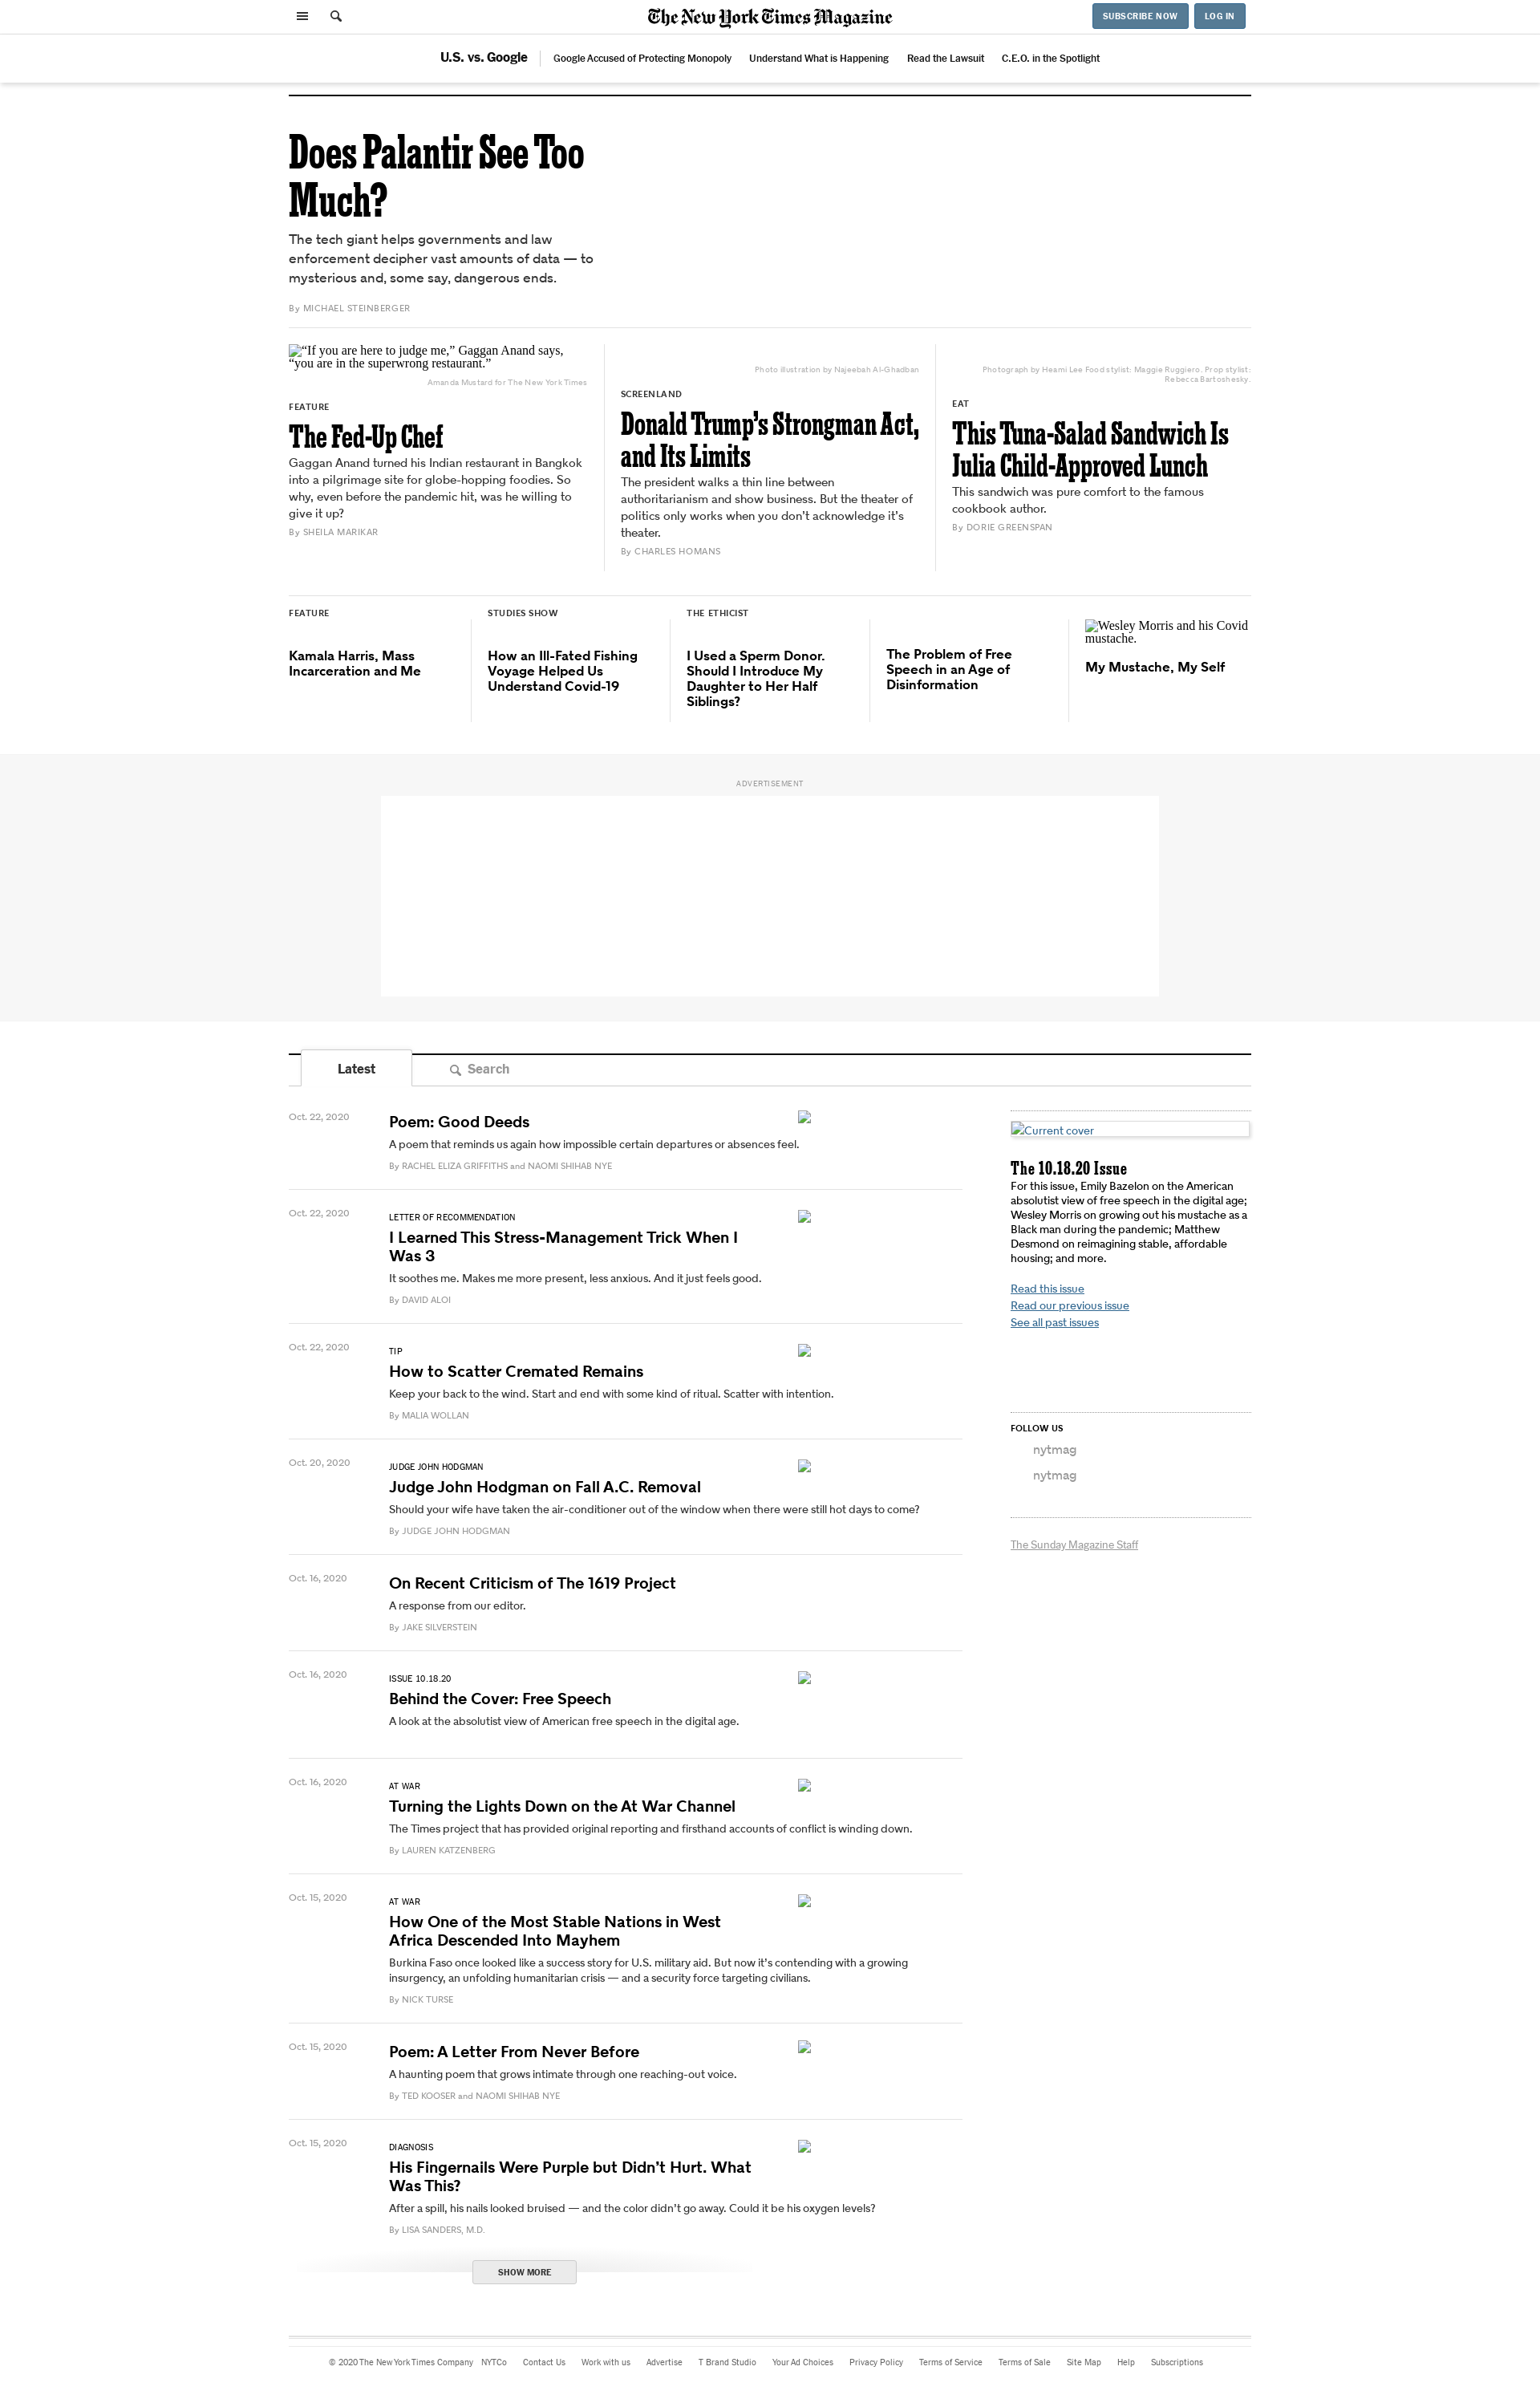 The New York Times Magazine
SUBSCRIBE NOW
LOG IN
U.S. vs. Google
Google Accused of Protecting Monopoly
Understand What is Happening
Read the Lawsuit
C.E.O. in the Spotlight
Does Palantir See Too
Much?
The tech giant helps governments and law
enforcement decipher vast amounts of data — to
mysterious and, some say, dangerous ends.
By MICHAEL STEINBERGER
“If you are here to judge me,” Gaggan Anand says,
“you are in the superwrong restaurant.”
Amanda Mustard for The New York Times
FEATURE
The Fed-Up Chef
Gaggan Anand turned his Indian restaurant in Bangkok
into a pilgrimage site for globe-hopping foodies. So
why, even before the pandemic hit, was he willing to
give it up?
By SHEILA MARIKAR
Photo illustration by Najeebah Al-Ghadban
SCREENLAND
Donald Trump’s Strongman Act,
and Its Limits
The president walks a thin line between
authoritarianism and show business. But the theater of
politics only works when you don’t acknowledge it’s
theater.
By CHARLES HOMANS
Photograph by Heami Lee Food stylist: Maggie Ruggiero. Prop stylist:
Rebecca Bartoshesky.
EAT
This Tuna-Salad Sandwich Is
Julia Child-Approved Lunch
This sandwich was pure comfort to the famous
cookbook author.
By DORIE GREENSPAN
FEATURE
Kamala Harris, Mass
Incarceration and Me
STUDIES SHOW
How an Ill-Fated Fishing
Voyage Helped Us
Understand Covid-19
THE ETHICIST
I Used a Sperm Donor.
Should I Introduce My
Daughter to Her Half
Siblings?
The Problem of Free
Speech in an Age of
Disinformation
Wesley Morris and his Covid
mustache.
My Mustache, My Self
ADVERTISEMENT
Latest
Search
Oct. 22, 2020
Poem: Good Deeds
A poem that reminds us again how impossible certain departures or absences feel.
By RACHEL ELIZA GRIFFITHS and NAOMI SHIHAB NYE
Oct. 22, 2020
LETTER OF RECOMMENDATION
I Learned This Stress-Management Trick When I
Was 3
It soothes me. Makes me more present, less anxious. And it just feels good.
By DAVID ALOI
Oct. 22, 2020
TIP
How to Scatter Cremated Remains
Keep your back to the wind. Start and end with some kind of ritual. Scatter with intention.
By MALIA WOLLAN
Oct. 20, 2020
JUDGE JOHN HODGMAN
Judge John Hodgman on Fall A.C. Removal
Should your wife have taken the air-conditioner out of the window when there were still hot days to come?
By JUDGE JOHN HODGMAN
Oct. 16, 2020
On Recent Criticism of The 1619 Project
A response from our editor.
By JAKE SILVERSTEIN
Oct. 16, 2020
ISSUE 10.18.20
Behind the Cover: Free Speech
A look at the absolutist view of American free speech in the digital age.
Oct. 16, 2020
AT WAR
Turning the Lights Down on the At War Channel
The Times project that has provided original reporting and firsthand accounts of conflict is winding down.
By LAUREN KATZENBERG
Oct. 15, 2020
AT WAR
How One of the Most Stable Nations in West
Africa Descended Into Mayhem
Burkina Faso once looked like a success story for U.S. military aid. But now it’s contending with a growing
insurgency, an unfolding humanitarian crisis — and a security force targeting civilians.
By NICK TURSE
Oct. 15, 2020
Poem: A Letter From Never Before
A haunting poem that grows intimate through one reaching-out voice.
By TED KOOSER and NAOMI SHIHAB NYE
Oct. 15, 2020
DIAGNOSIS
His Fingernails Were Purple but Didn’t Hurt. What
Was This?
After a spill, his nails looked bruised — and the color didn’t go away. Could it be his oxygen levels?
By LISA SANDERS, M.D.
SHOW MORE
Current cover
The 10.18.20 Issue
For this issue, Emily Bazelon on the American
absolutist view of free speech in the digital age;
Wesley Morris on growing out his mustache as a
Black man during the pandemic; Matthew
Desmond on reimagining stable, affordable
housing; and more.
Read this issue
Read our previous issue
See all past issues
FOLLOW US
nytmag
nytmag
The Sunday Magazine Staff
© 2020 The New York Times Company NYTCo Contact Us Work with us Advertise T Brand Studio Your Ad Choices Privacy Policy Terms of Service Terms of Sale Site Map Help Subscriptions